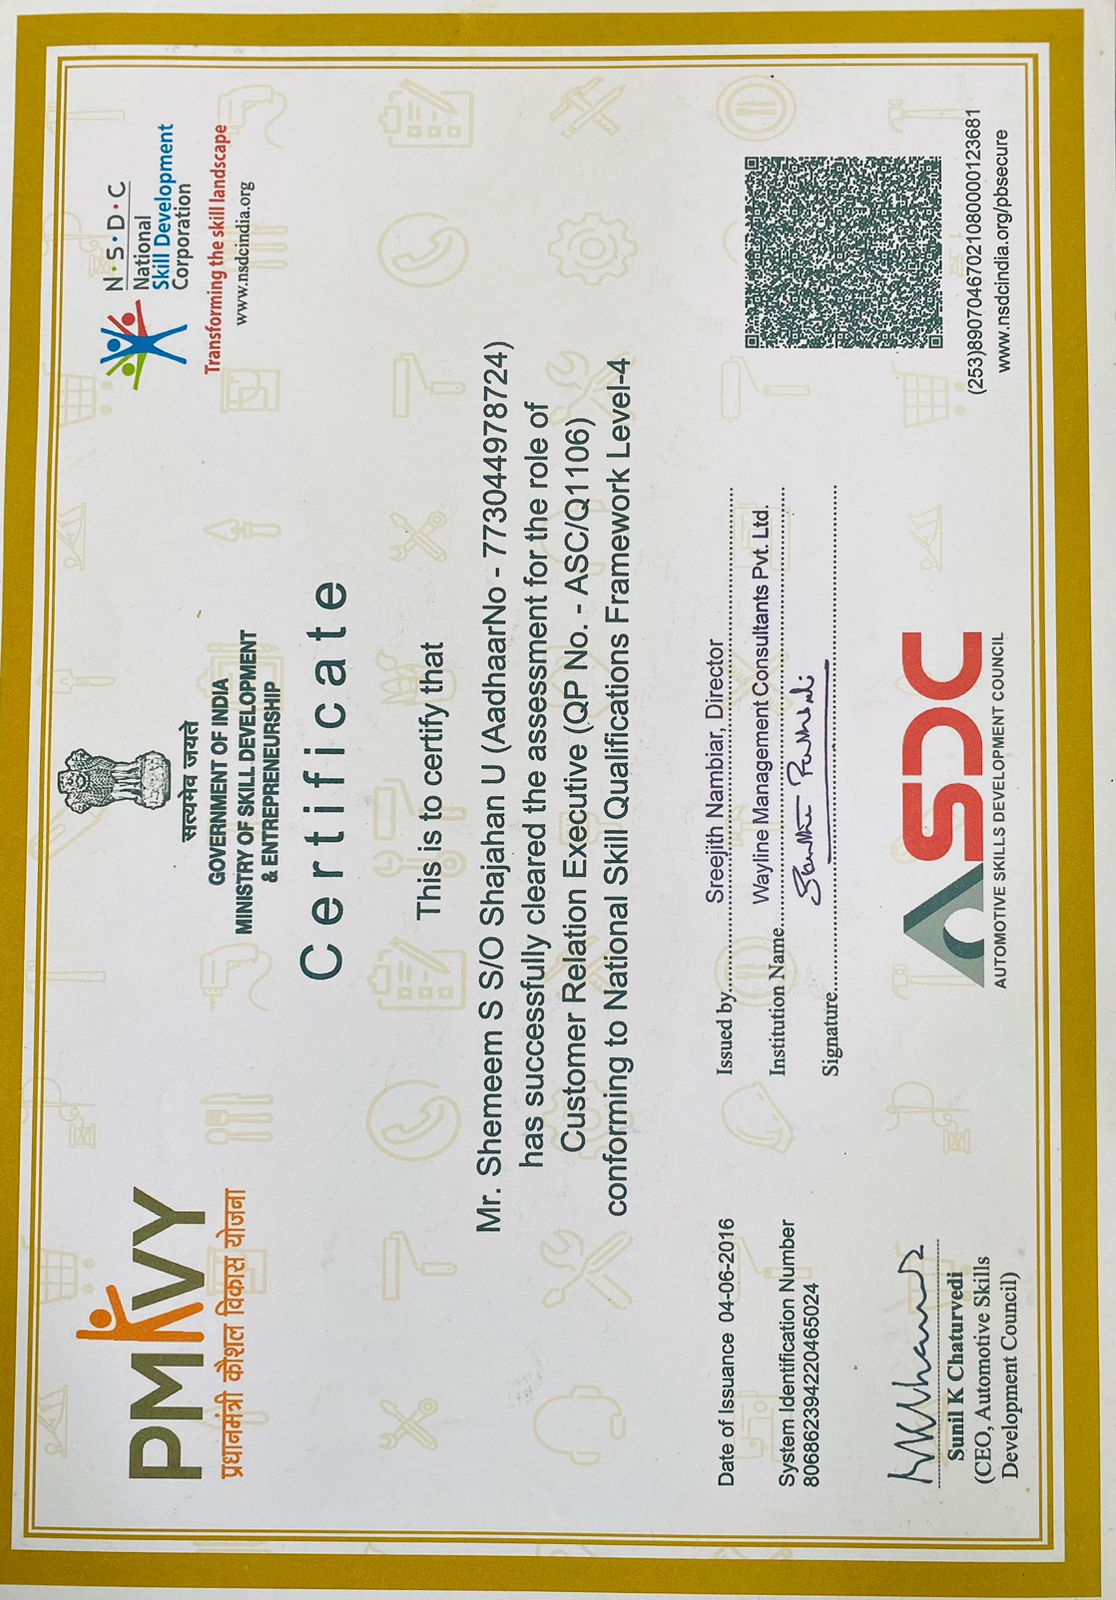 PMKVY
प्रधानमंत्री कौशल विकास योजना
सत्यमेव जयते
GOVERNMENT OF INDIA
MINISTRY OF SKILL DEVELOPMENT
& ENTREPRENEURSHIP
N·S·D·C
National
Skill Development
Corporation
Transforming the skill landscape
www.nsdcindia.org
Certificate
This is to certify that
Mr. Shemeem S S/O Shajahan U (AadhaarNo - 773044978724)
has successfully cleared the assessment for the role of
Customer Relation Executive (QP No. - ASC/Q1106)
conforming to National Skill Qualifications Framework Level-4
Date of Issuance 04-06-2016
System Identification Number
806862394220465024
Issued by Sreejith Nambiar, Director
Institution Name Wayline Management Consultants Pvt. Ltd.
Signature
Sunil K Chaturvedi
(CEO, Automotive Skills
Development Council)
ASDC
AUTOMOTIVE SKILLS DEVELOPMENT COUNCIL
(253)89070467021080000123681
www.nsdcindia.org/pbsecure